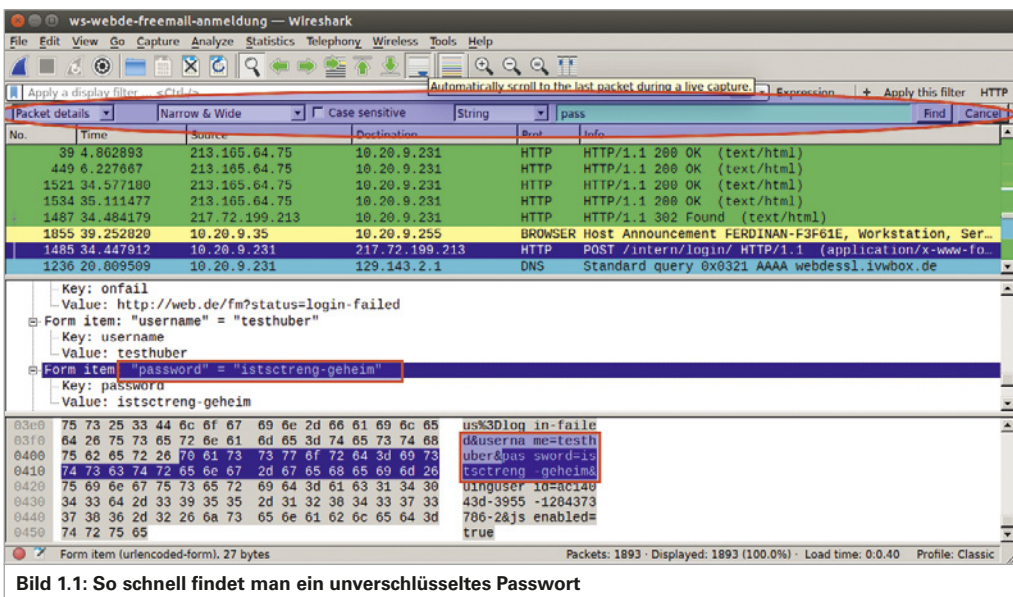 ws-webde-freemail-anmeldung — Wireshark
File Edit View Go Capture Analyze Statistics Telephony Wireless Tools Help
Automatically scroll to the last packet during a live capture.
Apply a display filter ... <Ctrl-/> Expression... + Apply this filter HTTP
Packet details Narrow & Wide Case sensitive String pass Find Cancel
No. Time Source Destination Prot Info
39 4.862893 213.165.64.75 10.20.9.231 HTTP HTTP/1.1 200 OK (text/html)
449 6.227667 213.165.64.75 10.20.9.231 HTTP HTTP/1.1 200 OK (text/html)
1521 34.577180 213.165.64.75 10.20.9.231 HTTP HTTP/1.1 200 OK (text/html)
1534 35.111477 213.165.64.75 10.20.9.231 HTTP HTTP/1.1 200 OK (text/html)
1487 34.484179 217.72.199.213 10.20.9.231 HTTP HTTP/1.1 302 Found (text/html)
1855 39.252820 10.20.9.35 10.20.9.255 BROWSER Host Announcement FERDINAN-F3F61E, Workstation, Ser…
1485 34.447912 10.20.9.231 217.72.199.213 HTTP POST /intern/login/ HTTP/1.1 (application/x-www-fo…
1236 20.809509 10.20.9.231 129.143.2.1 DNS Standard query 0x0321 AAAA webdessl.ivwbox.de
Key: onfail
Value: http://web.de/fm?status=login-failed
Form item: "username" = "testhuber"
Key: username
Value: testhuber
Form item "password" = "istsctreng-geheim"
Key: password
Value: istsctreng-geheim
03e0 75 73 25 33 44 6c 6f 67 69 6e 2d 66 61 69 6c 65 us%3Dlog in-faile
03f0 64 26 75 73 65 72 6e 61 6d 65 3d 74 65 73 74 68 d&userna me=testh
0400 75 62 65 72 26 70 61 73 73 77 6f 72 64 3d 69 73 uber&pas sword=is
0410 74 73 63 74 72 65 6e 67 2d 67 65 68 65 69 6d 26 tsctreng -geheim&
0420 75 69 6e 67 75 73 65 72 69 64 3d 61 63 31 34 30 uinguser id=ac140
0430 34 33 64 2d 33 39 35 35 2d 31 32 38 34 33 37 33 43d-3955 -1284373
0440 37 38 36 2d 32 26 6a 73 65 6e 61 62 6c 65 64 3d 786-2&js enabled=
0450 74 72 75 65 true
Form item (urlencoded-form), 27 bytes Packets: 1893 · Displayed: 1893 (100.0%) · Load time: 0:0.40 Profile: Classic
Bild 1.1: So schnell findet man ein unverschlüsseltes Passwort